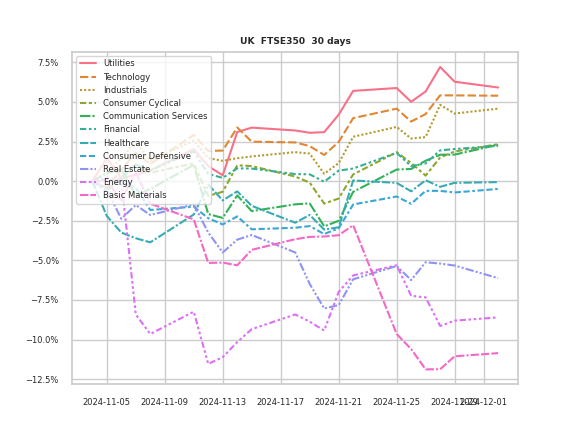 UK FTSE350 30 days
7.5%
5.0%
2.5%
0.0%
−2.5%
−5.0%
−7.5%
−10.0%
−12.5%
Utilities
Technology
Industrials
Consumer Cyclical
Communication Services
Financial
Healthcare
Consumer Defensive
Real Estate
Energy
Basic Materials
2024-11-05 2024-11-09 2024-11-13 2024-11-17 2024-11-21 2024-11-25 2024-11-29 2024-12-01